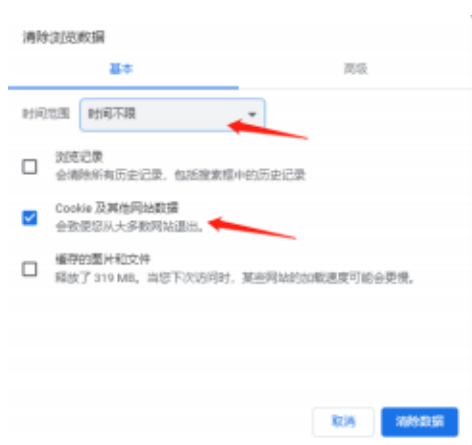 清除浏览数据
基本
高级
时间范围 时间不限
浏览记录
会清除所有历史记录，包括搜索框中的历史记录
Cookie 及其他网站数据
会致使您从大多数网站退出。
缓存的图片和文件
释放了 319 MB。当您下次访问时，某些网站的加载速度可能会更慢。
取消
清除数据